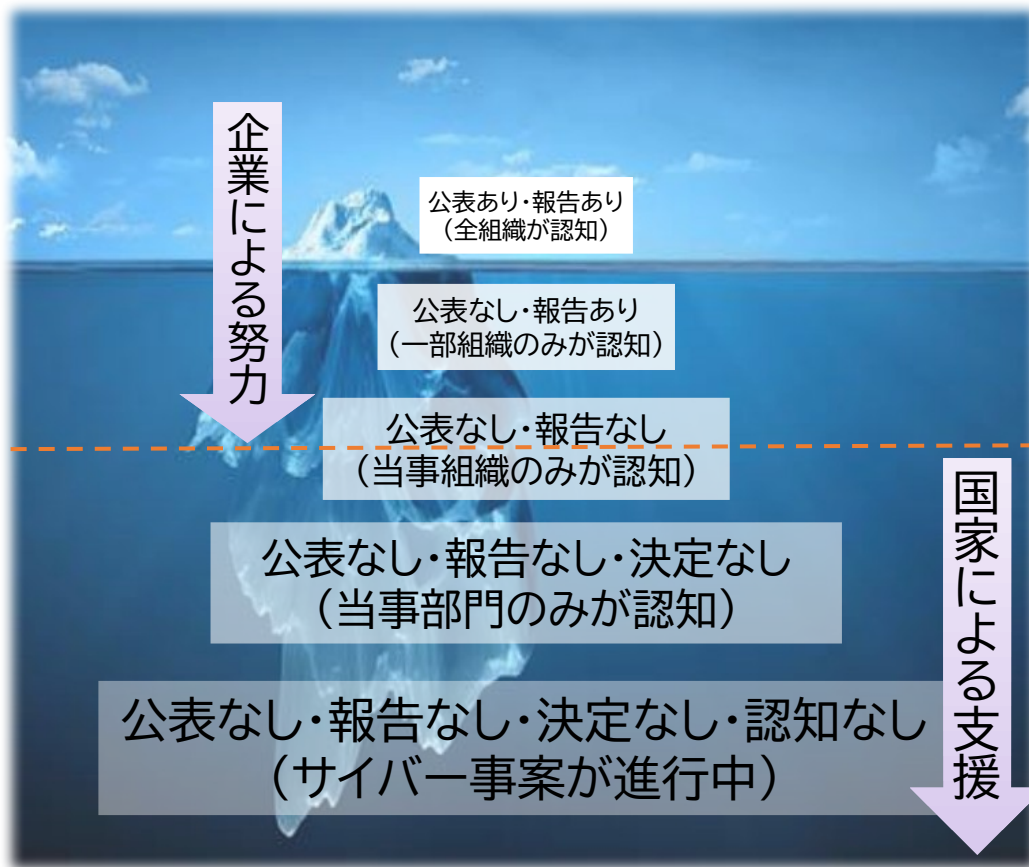 企業による努力
公表あり・報告あり
（全組織が認知）
公表なし・報告あり
（一部組織のみが認知）
公表なし・報告なし
（当事組織のみが認知）
公表なし・報告なし・決定なし
（当事部門のみが認知）
公表なし・報告なし・決定なし・認知なし
（サイバー事案が進行中）
国家による支援